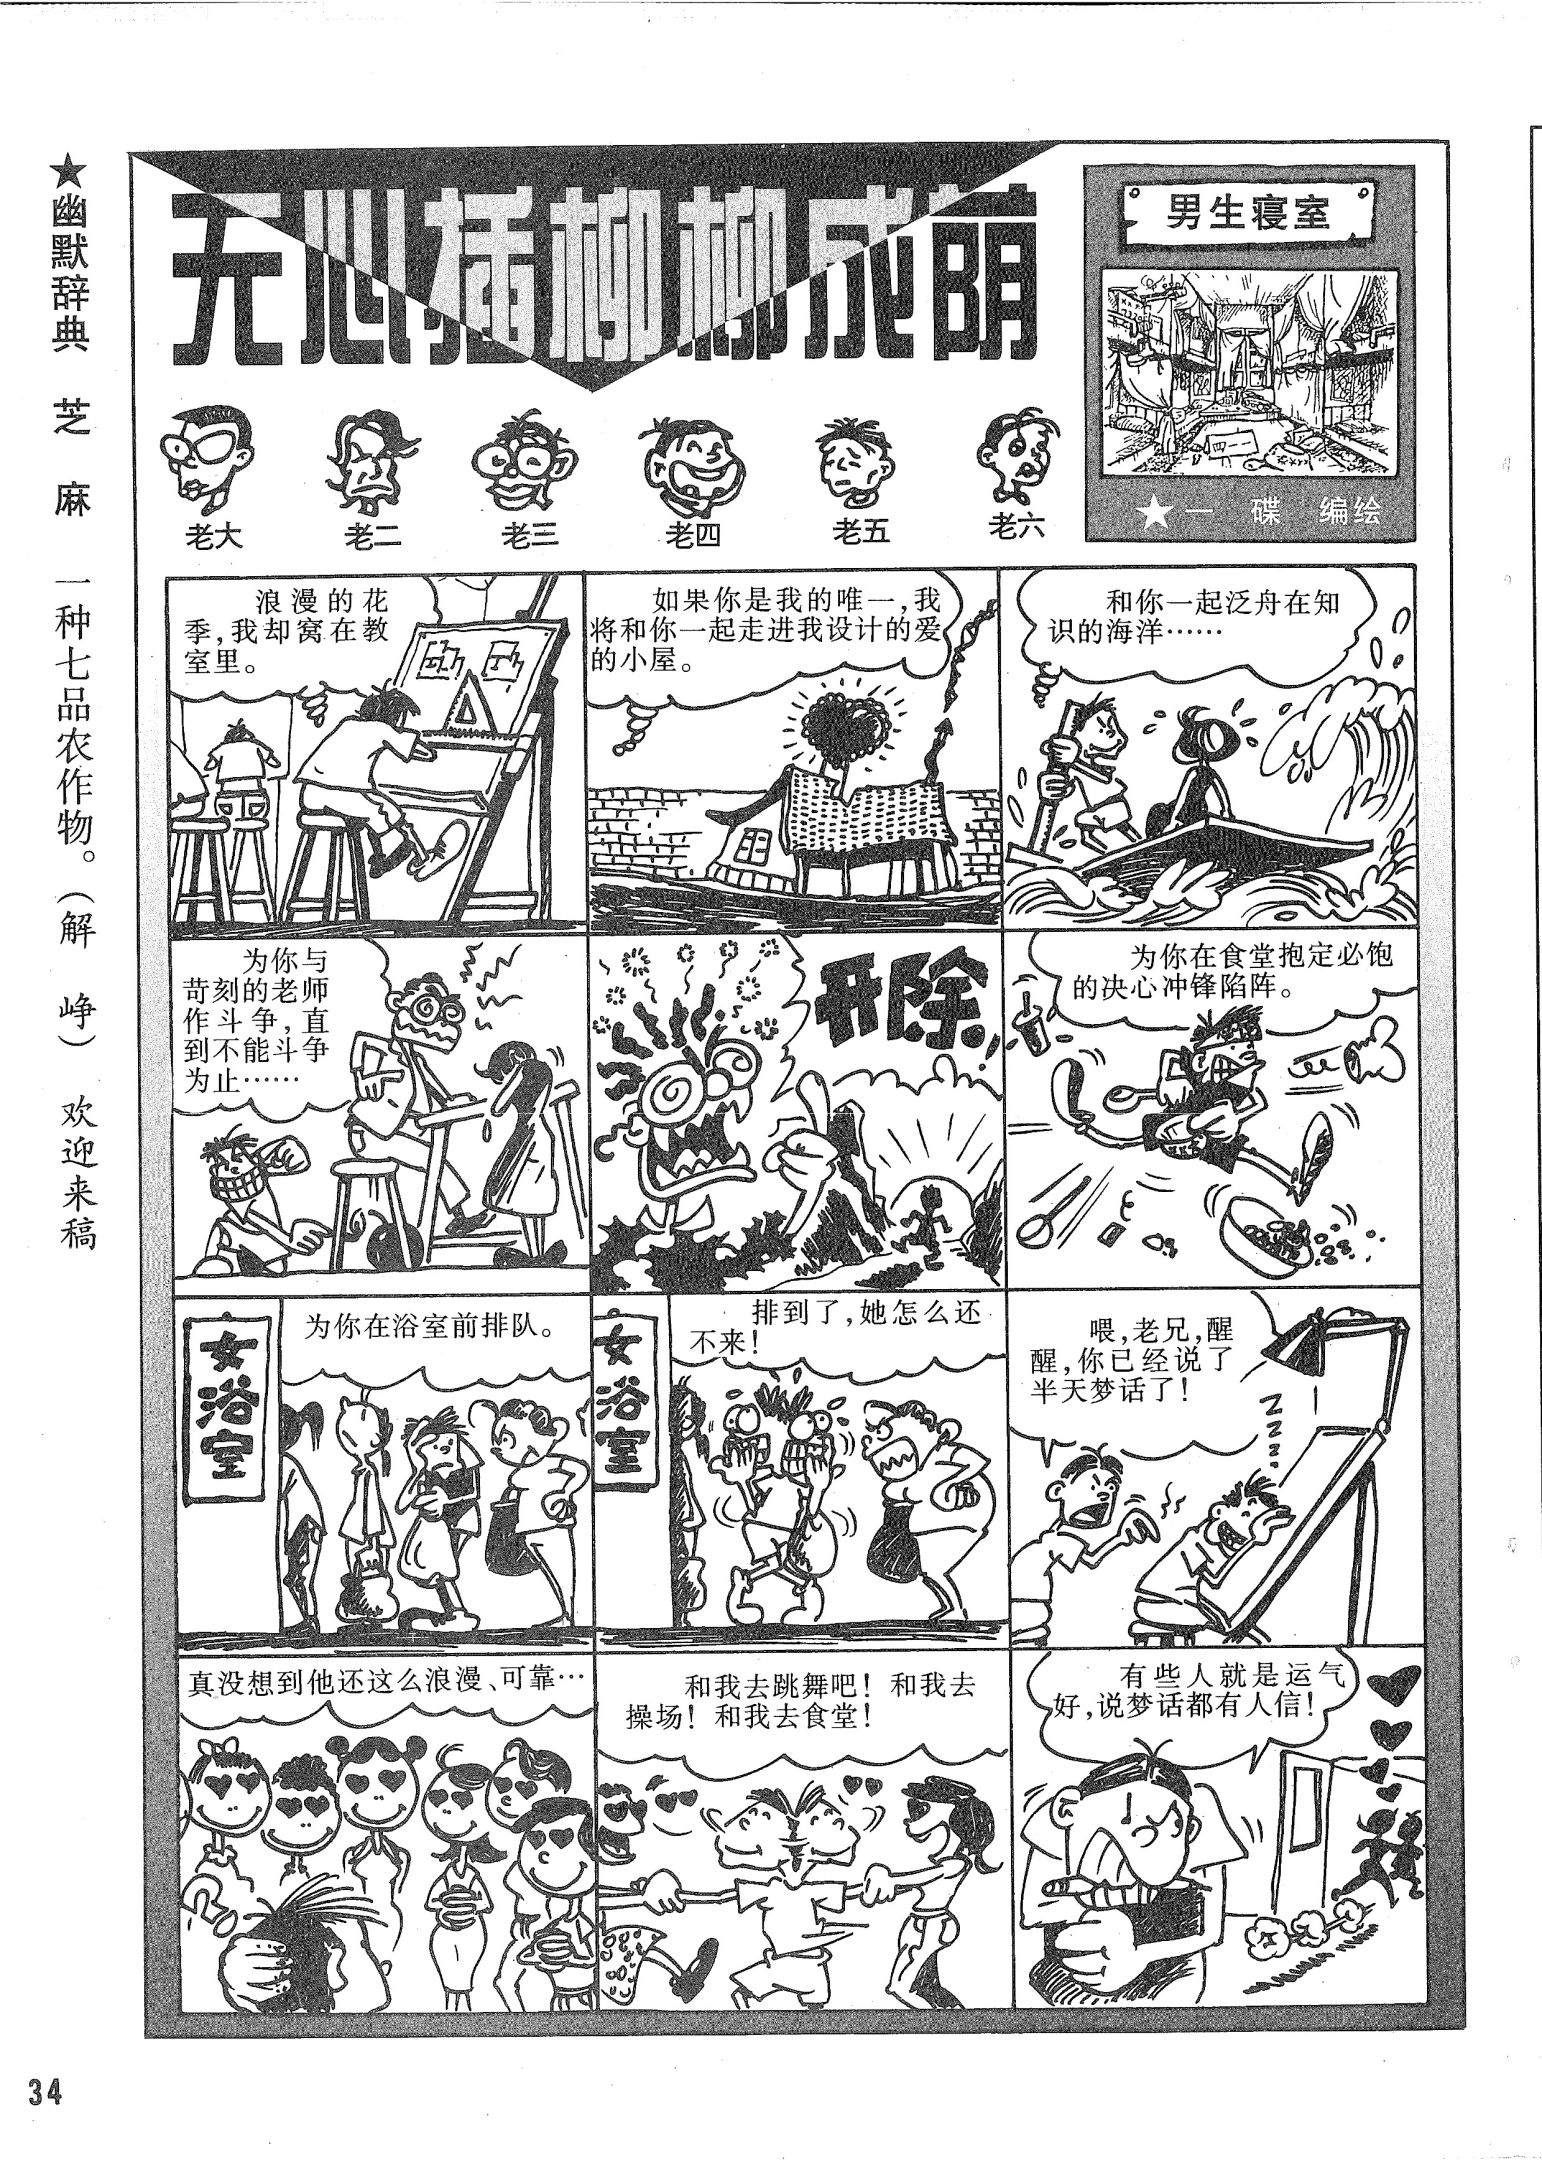 ★幽默辞典 芝 麻 一种七品农作物。(解 峥) 欢迎来稿
无心插柳柳成萌
男生寝室
★一 碟 编绘
老大
老二
老三
老四
老五
老六
浪漫的花
季,我却窝在教
室里。
如果你是我的唯一,我
将和你一起走进我设计的爱
的小屋。
和你一起泛舟在知
识的海洋……
为你与
苛刻的老师
作斗争,直
到不能斗争
为止……
开除!
为你在食堂抱定必饱
的决心冲锋陷阵。
女浴室
为你在浴室前排队。
女浴室
排到了,她怎么还
不来!
喂,老兄,醒
醒,你已经说了
半天梦话了!
ZZZZ
真没想到他还这么浪漫、可靠…
和我去跳舞吧! 和我去
操场! 和我去食堂!
有些人就是运气
好,说梦话都有人信!
34